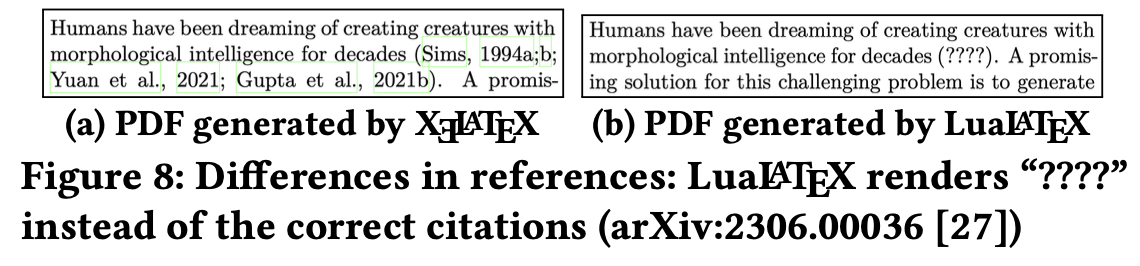 Humans have been dreaming of creating creatures with
morphological intelligence for decades (Sims, 1994a;b;
Yuan et al., 2021; Gupta et al., 2021b). A promis-
(a) PDF generated by XƎLATEX
Humans have been dreaming of creating creatures with
morphological intelligence for decades (????). A promis-
ing solution for this challenging problem is to generate
(b) PDF generated by LuaLATEX
Figure 8: Differences in references: LuaLATEX renders “????”
instead of the correct citations (arXiv:2306.00036 [27])